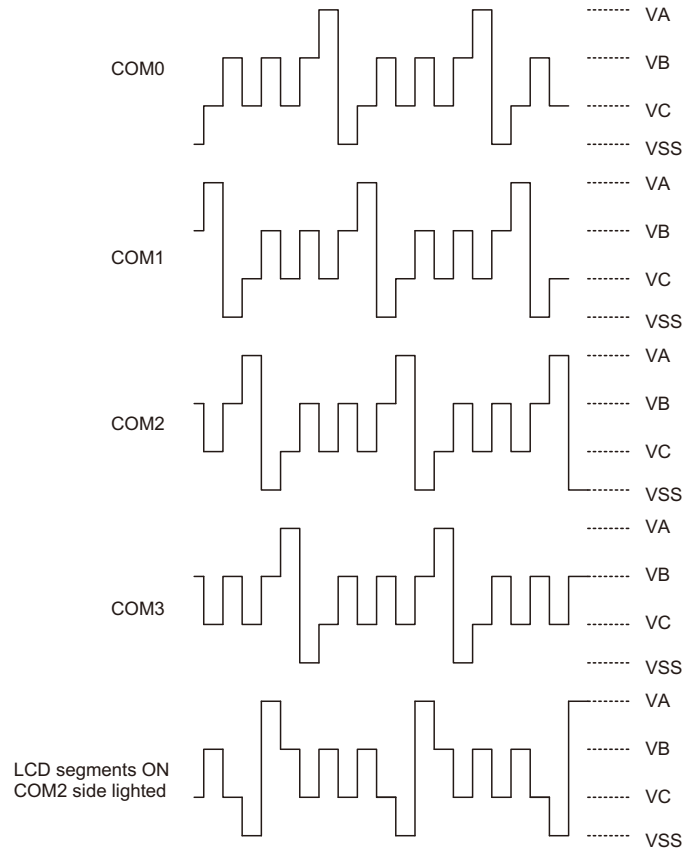 VA
COM0
VB
VC
VSS
VA
VB
COM1
VC
VSS
VA
VB
COM2
VC
VSS
VA
VB
COM3
VC
VSS
VA
VB
LCD segments ON
COM2 side lighted
VC
VSS